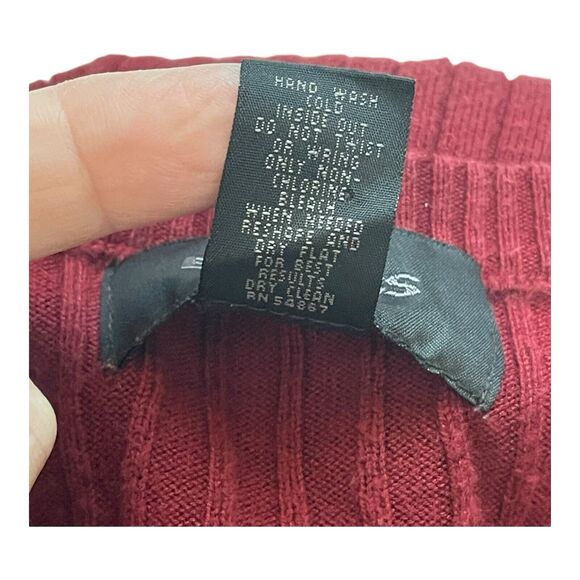 HAND WASH
COLD
INSIDE OUT
DO NOT TWIST
OR WRING
ONLY NON-
CHLORINE
BLEACH
WHEN NEEDED
RESHAPE AND
DRY FLAT
FOR BEST
RESULTS
DRY CLEAN
RN 54867